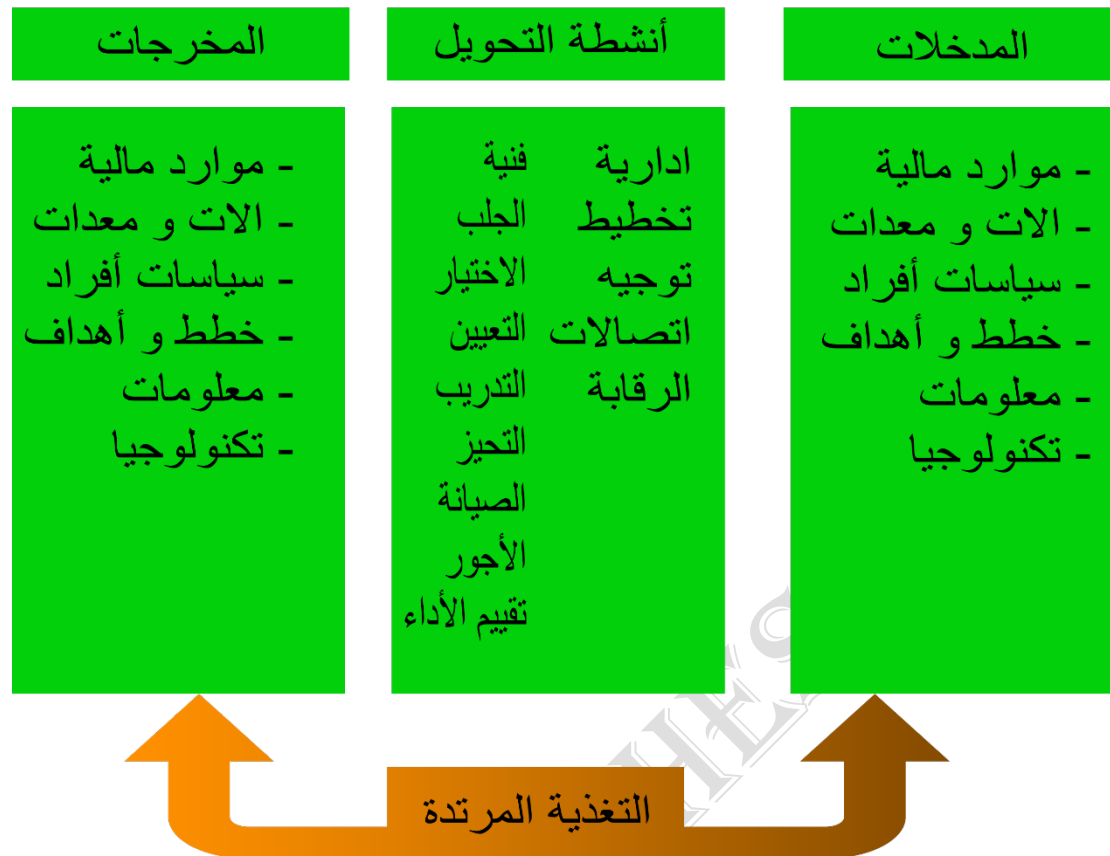 المدخلات
- موارد مالية
- الات و معدات
- سياسات أفراد
- خطط و أهداف
- معلومات
- تكنولوجيا
أنشطة التحويل
ادارية
تخطيط
توجيه
اتصالات
الرقابة
فنية
الجلب
الاختيار
التعيين
التدريب
التحيز
الصيانة
الأجور
تقييم الأداء
المخرجات
- موارد مالية
- الات و معدات
- سياسات أفراد
- خطط و أهداف
- معلومات
- تكنولوجيا
التغذية المرتدة